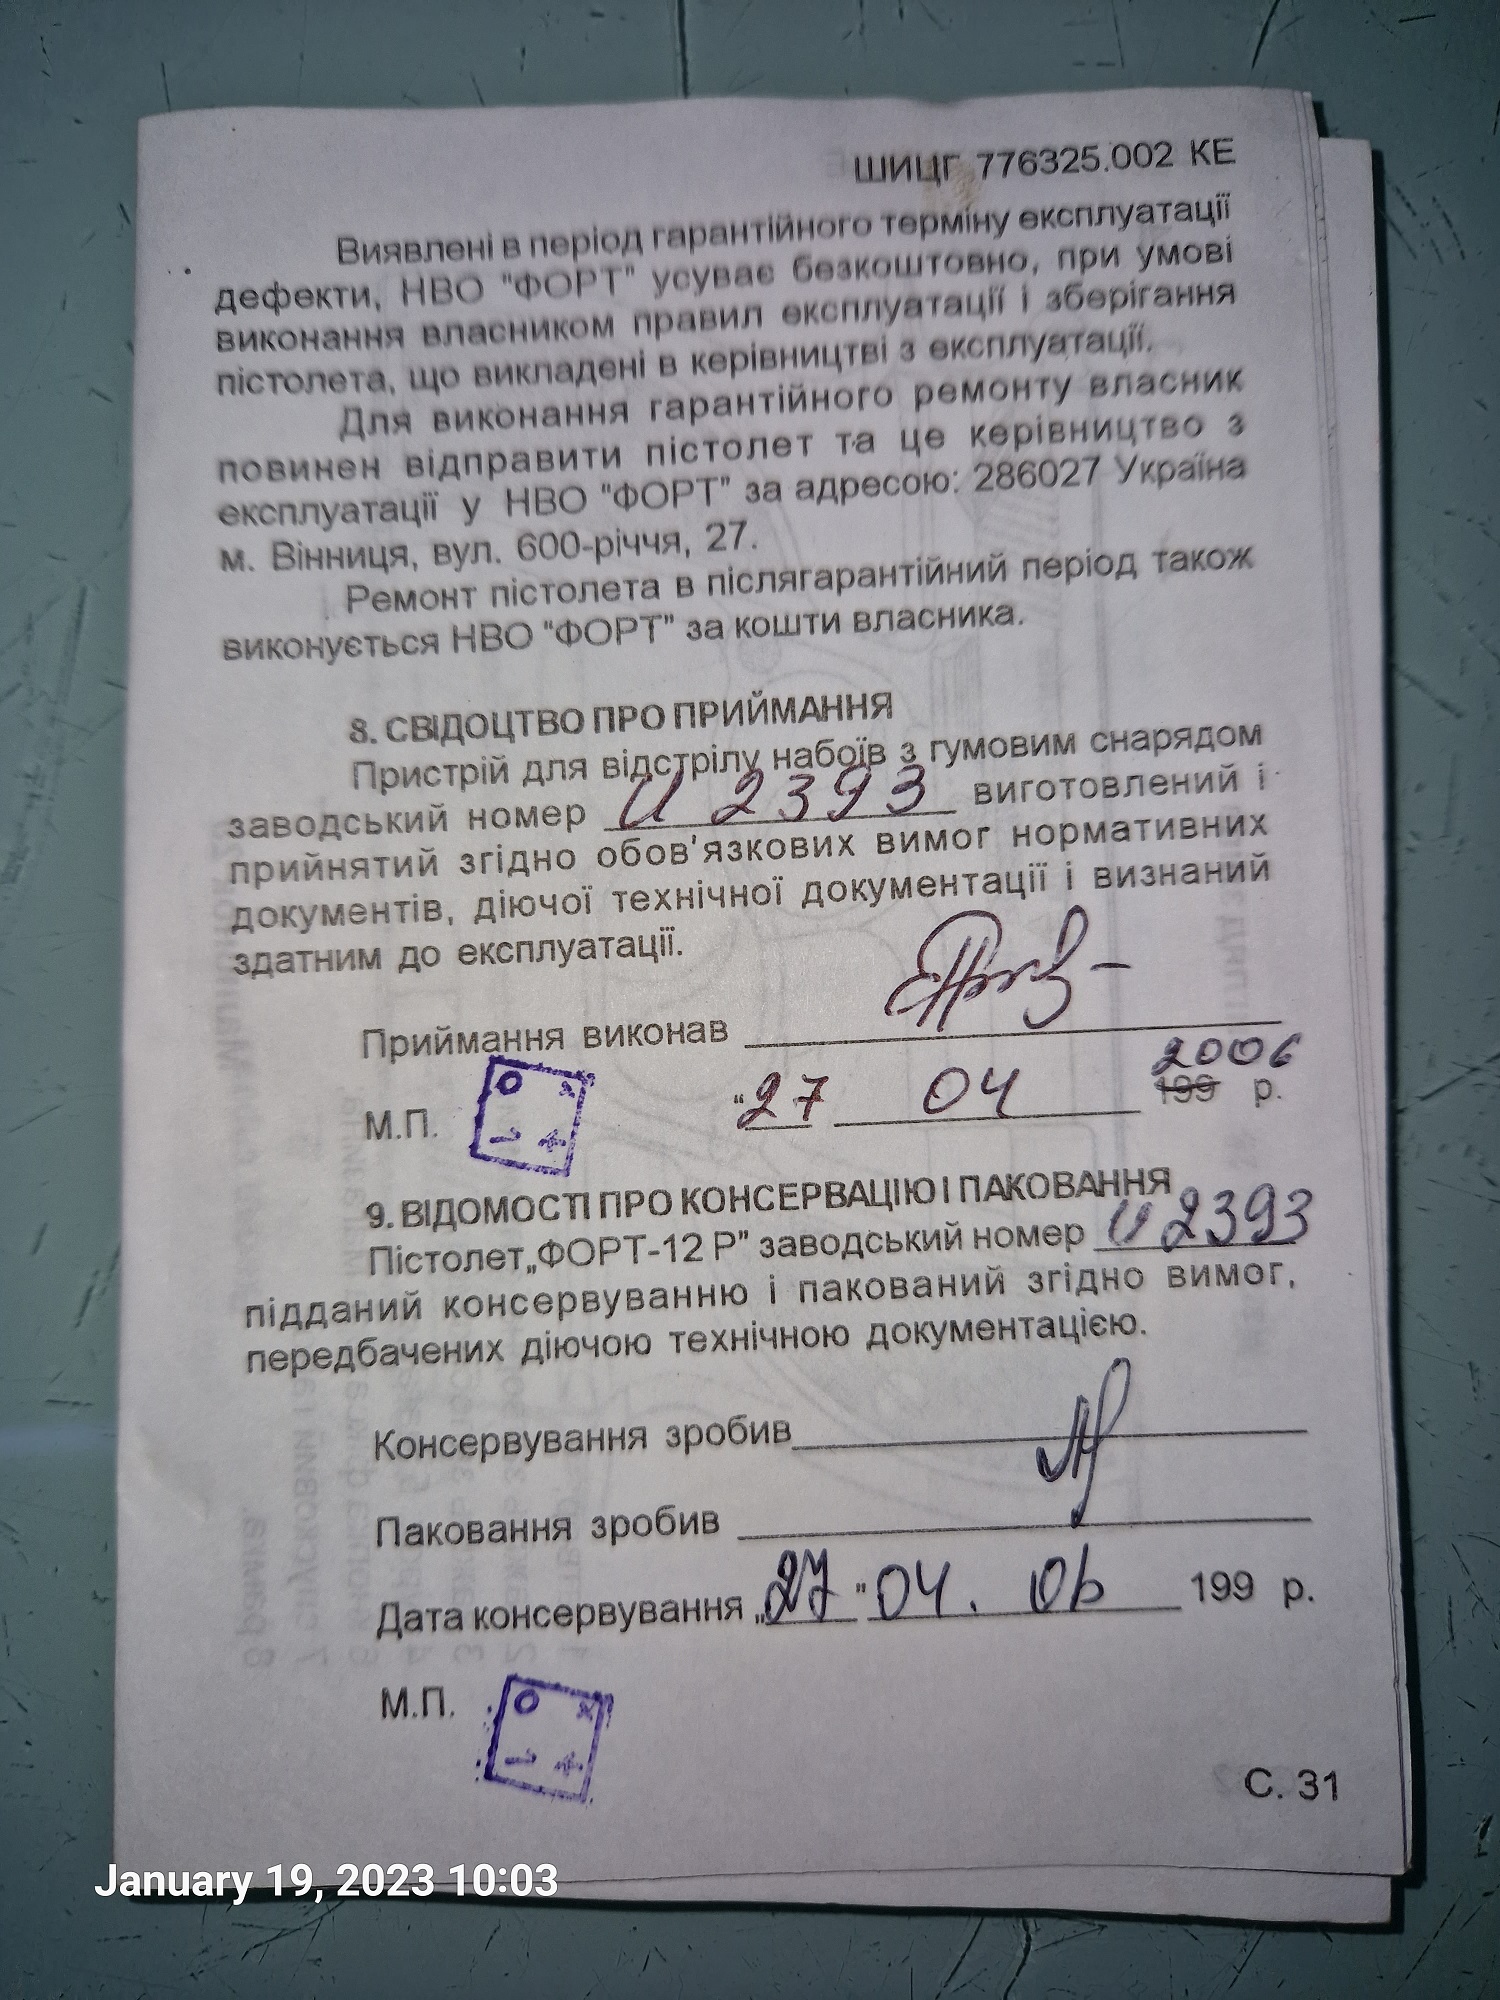 ШИЦГ 776325.002 КЕ
Виявлені в період гарантійного терміну експлуатації
дефекти, НВО "ФОРТ" усуває безкоштовно, при умові
виконання власником правил експлуатації і зберігання
пістолета, що викладені в керівництві з експлуатації.
Для виконання гарантійного ремонту власник
повинен відправити пістолет та це керівництво з
експлуатації у НВО "ФОРТ" за адресою: 286027 Україна
м. Вінниця, вул. 600-річчя, 27.
Ремонт пістолета в післягарантійний період також
виконується НВО "ФОРТ" за кошти власника.
8. СВІДОЦТВО ПРО ПРИЙМАННЯ
Пристрій для відстрілу набоїв з гумовим снарядом
заводський номер И 2393 виготовлений і
прийнятий згідно обов'язкових вимог нормативних
документів, діючої технічної документації і визнаний
здатним до експлуатації.
Приймання виконав
2006
М.П. "27 04 199 р.
9. ВІДОМОСТІ ПРО КОНСЕРВАЦІЮ І ПАКОВАННЯ
Пістолет „ФОРТ-12 Р" заводський номер И 2393
підданий консервуванню і пакований згідно вимог,
передбачених діючою технічною документацією.
Консервування зробив
Паковання зробив
Дата консервування „27" 04. 06 199 р.
М.П.
С. 31
January 19, 2023 10:03